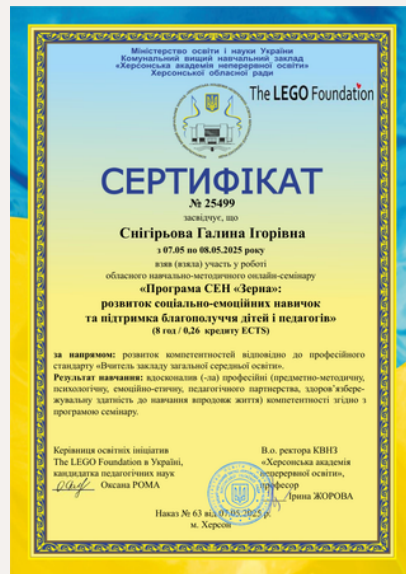 Міністерство освіти і науки України
Комунальний вищий навчальний заклад
«Херсонська академія неперервної освіти»
Херсонської обласної ради
The LEGO Foundation
СЕРТИФІКАТ
№ 25499
засвідчує, що
Снігірьова Галина Ігорівна
з 07.05 по 08.05.2025 року
взяв (взяла) участь у роботі
обласного навчально-методичного онлайн-семінару
«Програма СЕН «Зерна»:
розвиток соціально-емоційних навичок
та підтримка благополуччя дітей і педагогів»
(8 год / 0,26 кредиту ECTS)
за напрямом: розвиток компетентностей відповідно до професійного
стандарту «Вчитель закладу загальної середньої освіти».
Результат навчання: вдосконалив (-ла) професійні (предметно-методичну,
психологічну, емоційно-етичну, педагогічного партнерства, здоров'язбере-
жувальну здатність до навчання впродовж життя) компетентності згідно з
програмою семінару.
Керівниця освітніх ініціатив
The LEGO Foundation в Україні,
кандидатка педагогічних наук
Оксана РОМА
В.о. ректора КВНЗ
«Херсонська академія
неперервної освіти»,
професор
Ірина ЖОРОВА
Наказ № 63 від 07.05.2025 р.
м. Херсон